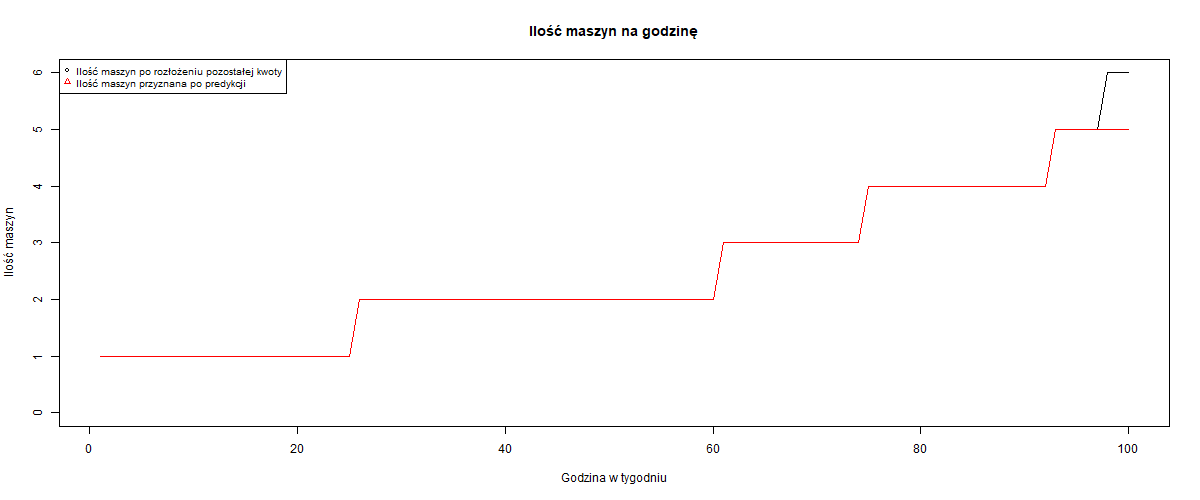 Ilość maszyn na godzinę
Ilość maszyn po rozłożeniu pozostałej kwoty
Ilość maszyn przyznana po predykcji
Ilość maszyn
6
5
4
3
2
1
0
0 20 40 60 80 100
Godzina w tygodniu